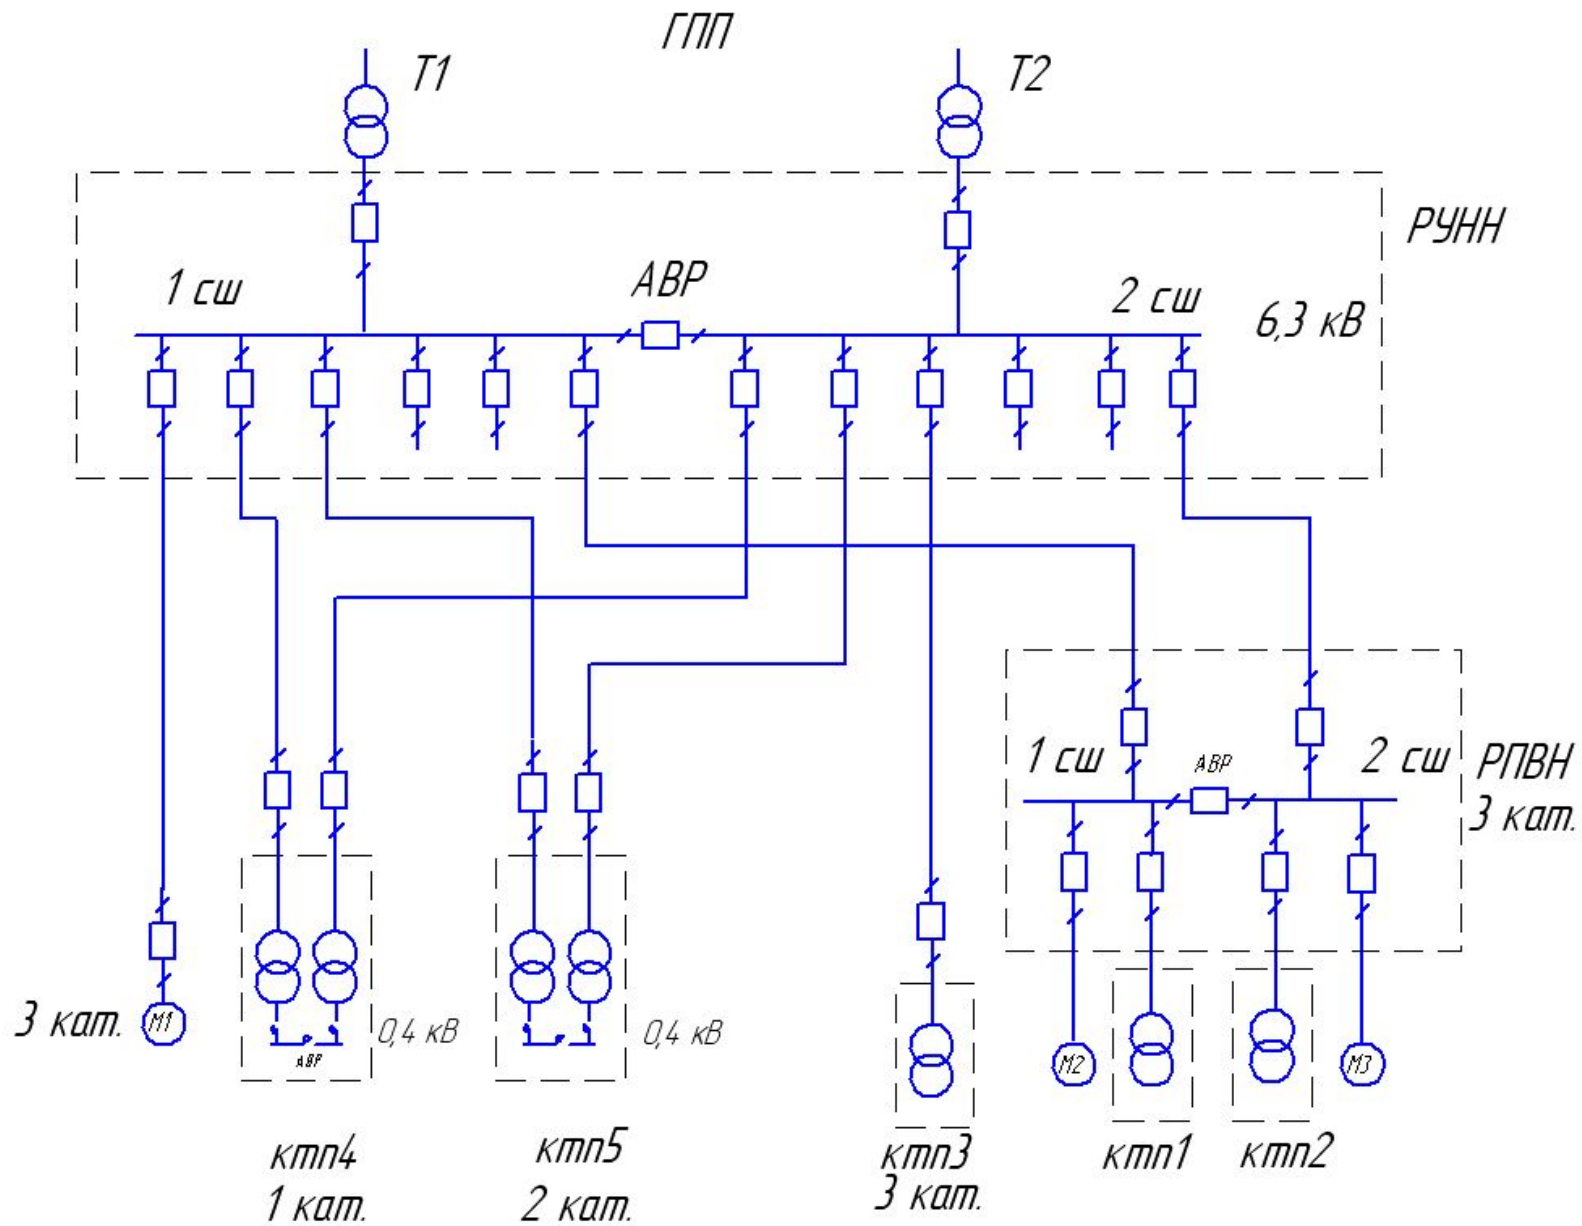 ГПП
Т1
Т2
РУНН
1 сш
АВР
2 сш
6,3 кВ
1 сш
АВР
2 сш
РПВН
3 кат.
3 кат.
М1
АВР
0,4 кВ
0,4 кВ
М2
М3
ктп4
1 кат.
ктп5
2 кат.
ктп3
3 кат.
ктп1
ктп2